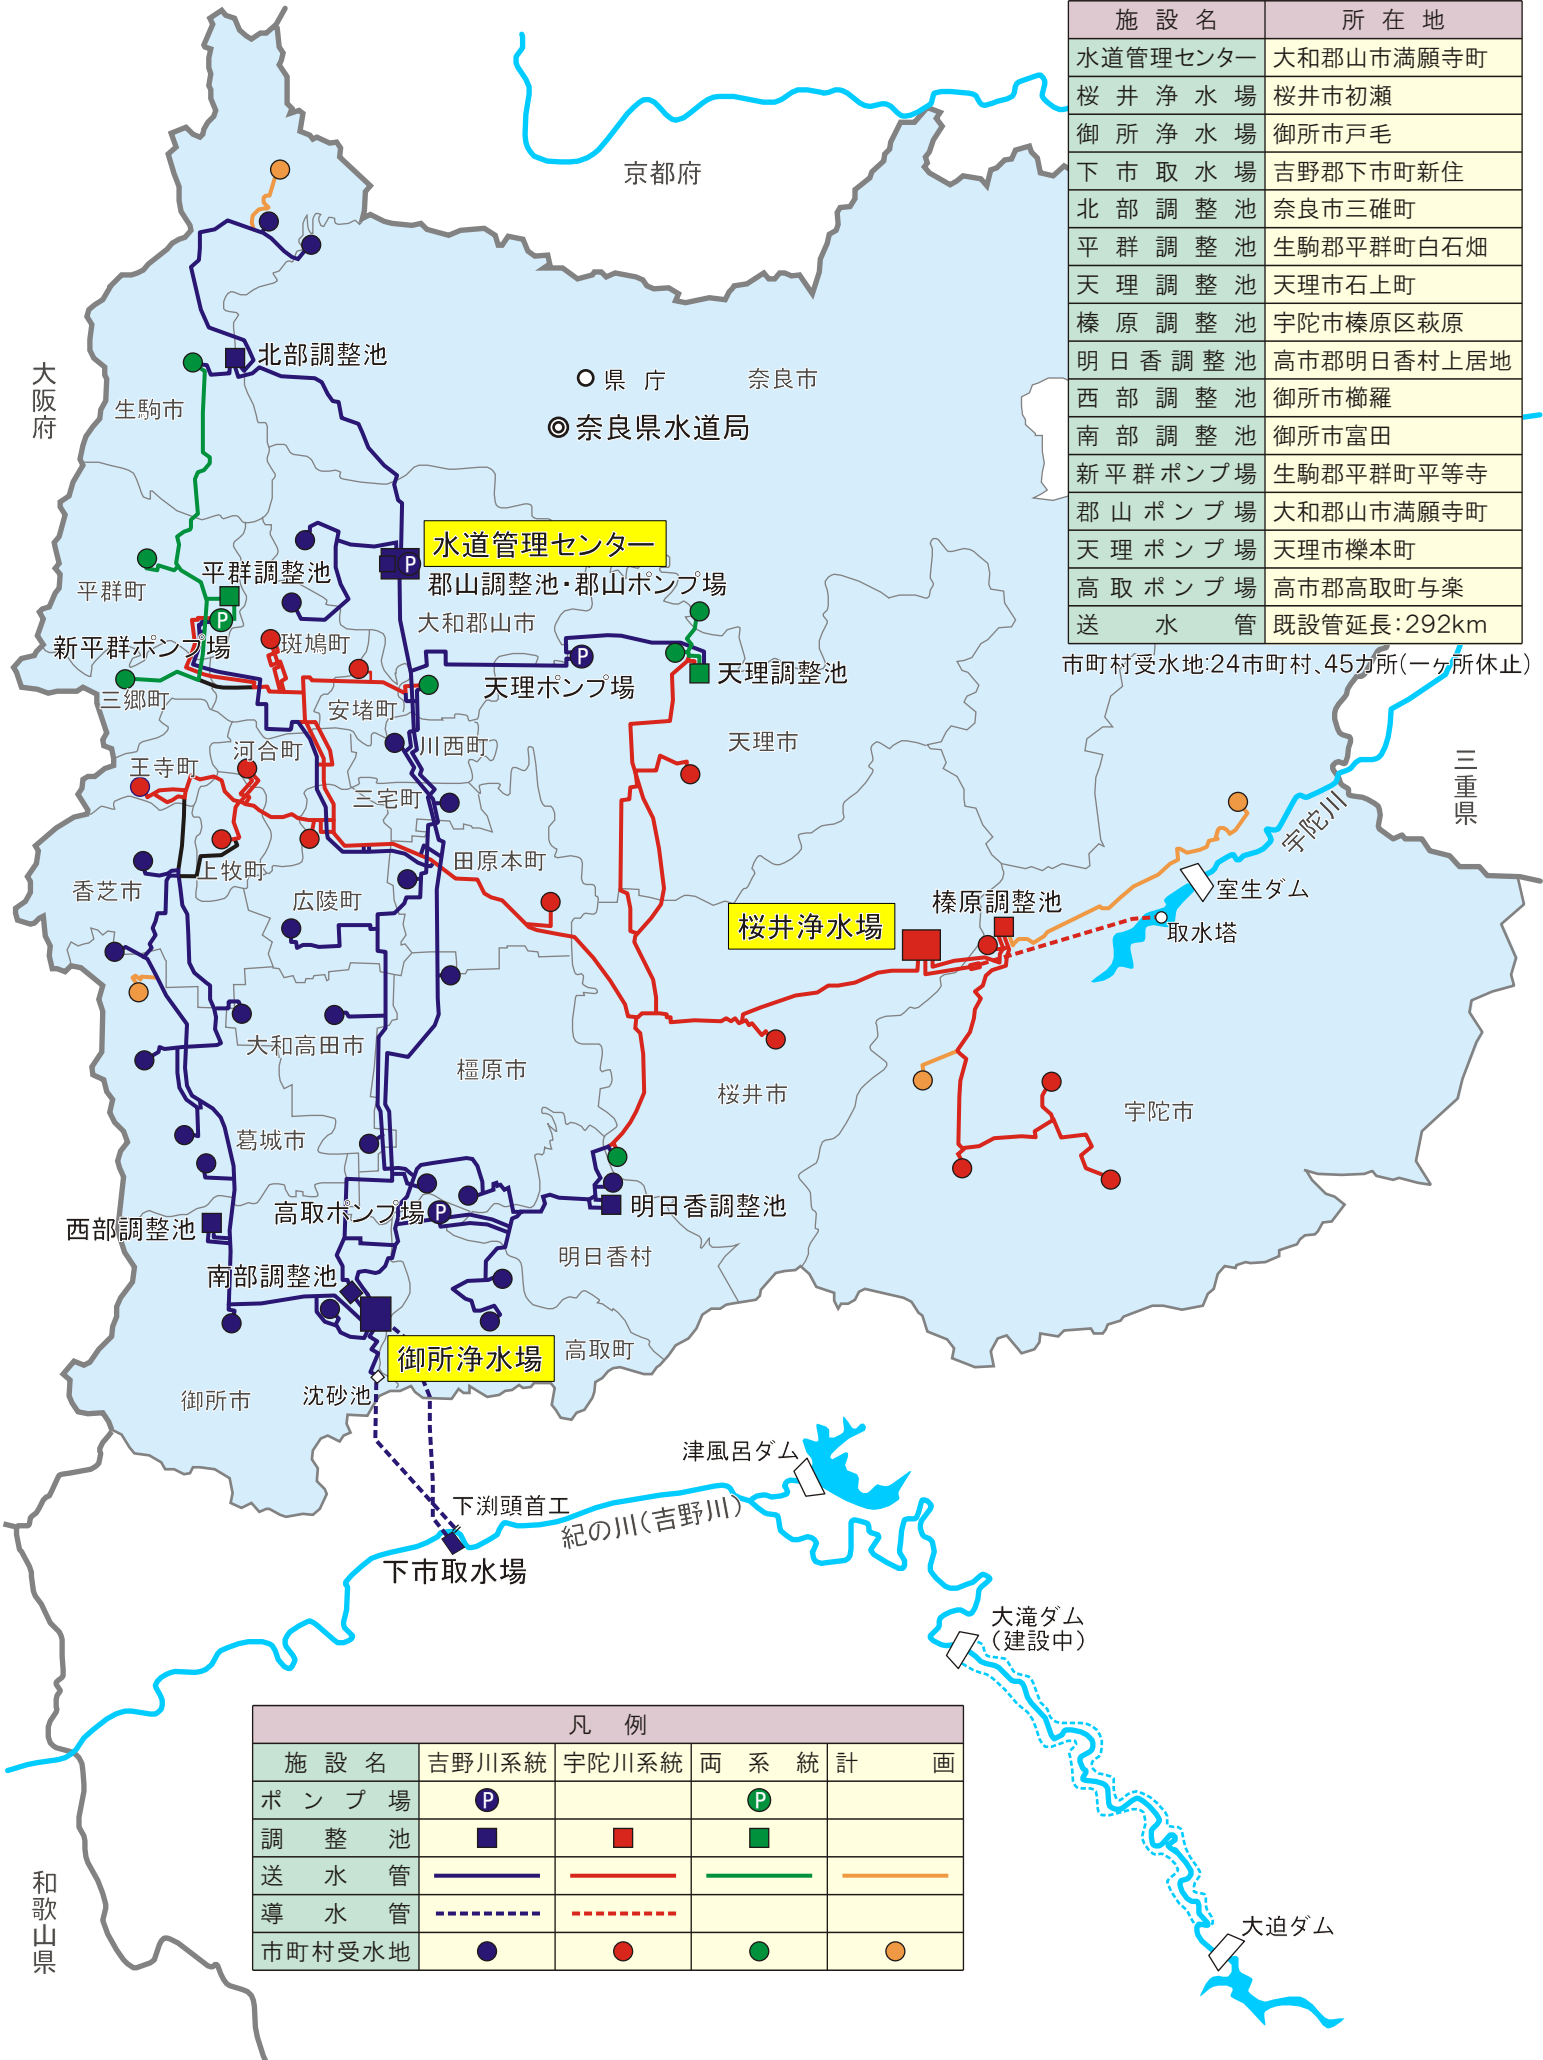 施設名 所在地
水道管理センター 大和郡山市満願寺町
桜井浄水場 桜井市初瀬
御所浄水場 御所市戸毛
下市取水場 吉野郡下市町新住
北部調整池 奈良市三碓町
平群調整池 生駒郡平群町白石畑
天理調整池 天理市石上町
榛原調整池 宇陀市榛原区萩原
明日香調整池 高市郡明日香村上居地
西部調整池 御所市櫛羅
南部調整池 御所市富田
新平群ポンプ場 生駒郡平群町平等寺
郡山ポンプ場 大和郡山市満願寺町
天理ポンプ場 天理市櫟本町
高取ポンプ場 高市郡高取町与楽
送水管 既設管延長:292km
市町村受水地:24市町村、45カ所(一ヶ所休止)
京都府
大阪府
北部調整池
県庁
奈良市
生駒市
奈良県水道局
水道管理センター
郡山調整池・郡山ポンプ場
平群調整池
平群町
大和郡山市
新平群ポンプ場
斑鳩町
天理調整池
天理ポンプ場
三郷町
安堵町
川西町
天理市
河合町
王寺町
三重県
三宅町
宇陀川
田原本町
上牧町
香芝市
広陵町
室生ダム
榛原調整池
桜井浄水場
取水塔
大和高田市
橿原市
桜井市
宇陀市
葛城市
高取ポンプ場
明日香調整池
西部調整池
明日香村
南部調整池
高取町
御所浄水場
沈砂池
御所市
津風呂ダム
下渕頭首工
紀の川(吉野川)
下市取水場
大滝ダム
(建設中)
凡例
施設名 吉野川系統 宇陀川系統 両系統 計画
ポンプ場 P P
調整池
送水管
導水管
市町村受水地
和歌山県
大迫ダム
P
P
P
P